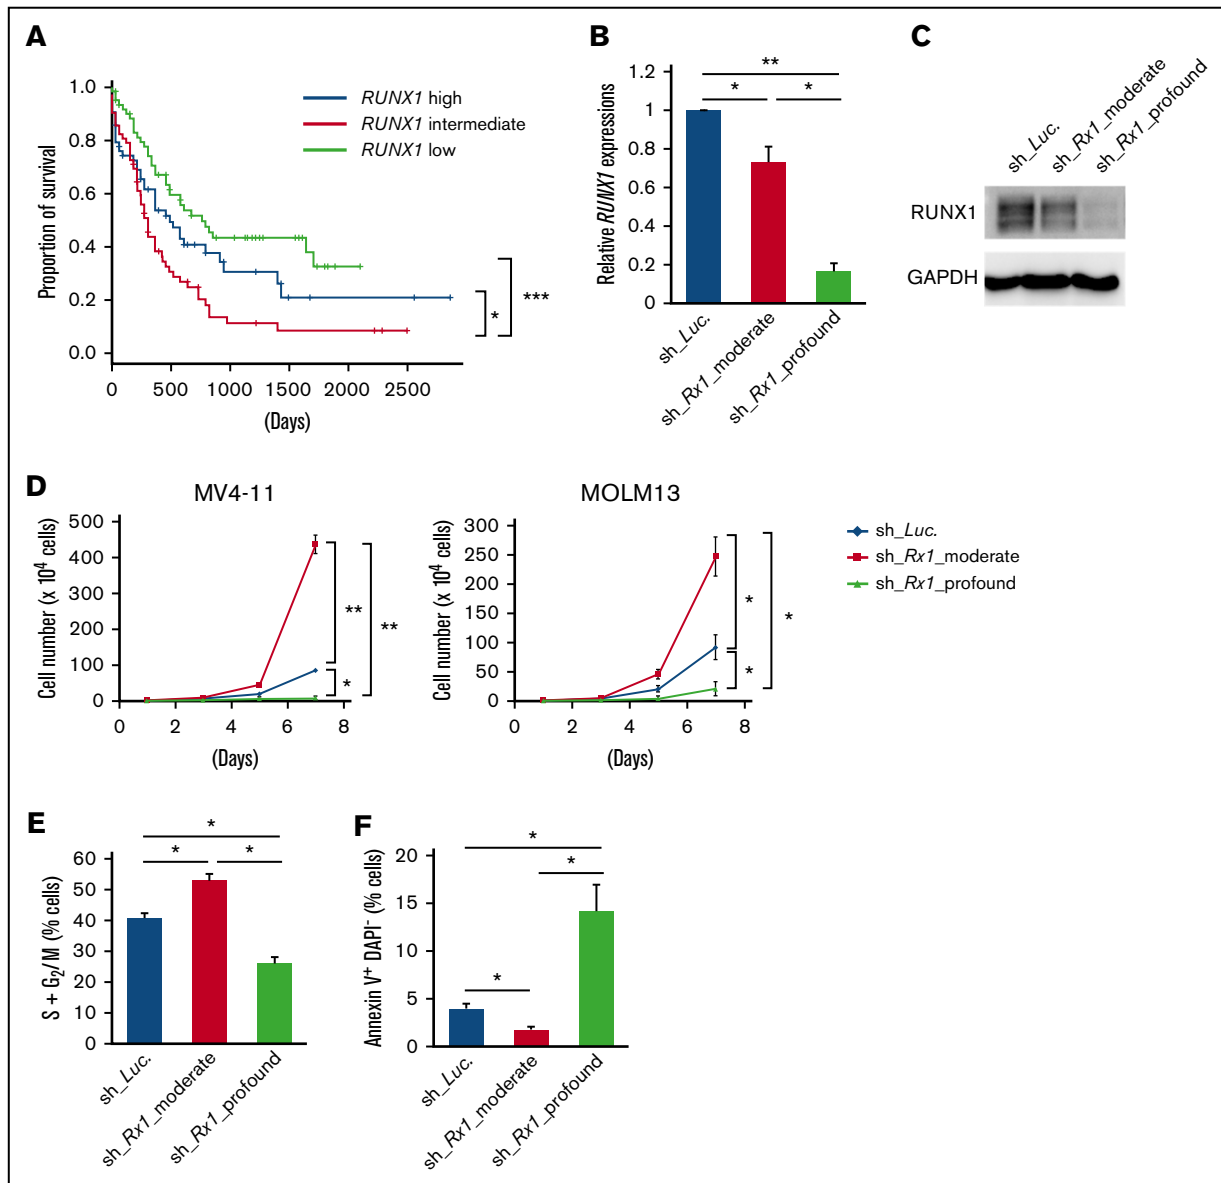 A
Proportion of survival
1.0
0.8
0.6
0.4
0.2
0.0
0 500 1000 1500 2000 2500
(Days)
RUNX1 high
RUNX1 intermediate
RUNX1 low
*
***
B
Relative RUNX1 expressions
1.2
1
0.8
0.6
0.4
0.2
0
**
* *
sh_Luc.
sh_Rx1_moderate
sh_Rx1_profound
C
sh_Luc.
sh_Rx1_moderate
sh_Rx1_profound
RUNX1
GAPDH
D
MV4-11
Cell number (x 10⁴ cells)
500
400
300
200
100
0
0 2 4 6 8
(Days)
**
**
*
MOLM13
Cell number (x 10⁴ cells)
300
250
200
150
100
50
0
0 2 4 6 8
(Days)
*
*
*
sh_Luc.
sh_Rx1_moderate
sh_Rx1_profound
E
S + G₂/M (% cells)
60
50
40
30
20
10
0
*
* *
sh_Luc.
sh_Rx1_moderate
sh_Rx1_profound
F
Annexin V⁺ DAPI⁻ (% cells)
20
15
10
5
0
*
*
*
sh_Luc.
sh_Rx1_moderate
sh_Rx1_profound